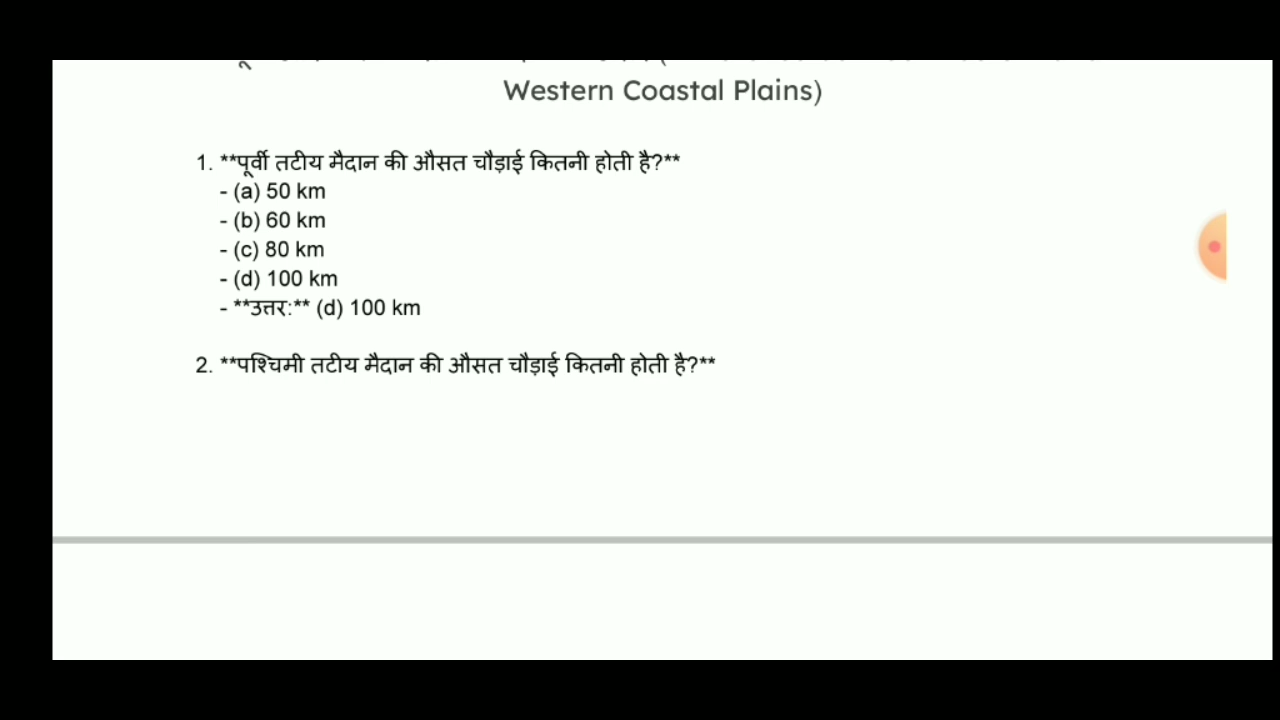 Western Coastal Plains)
1. **पूर्वी तटीय मैदान की औसत चौड़ाई कितनी होती है?**
- (a) 50 km
- (b) 60 km
- (c) 80 km
- (d) 100 km
- **उत्तर:** (d) 100 km
2. **पश्चिमी तटीय मैदान की औसत चौड़ाई कितनी होती है?**